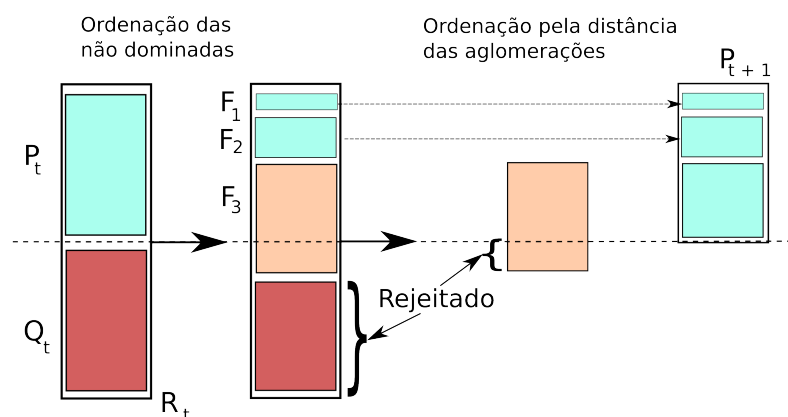 Ordenação das
não dominadas
Ordenação pela distância
das aglomerações
P t + 1
F 1
F 2
P t
F 3
Rejeitado
Q t
R t